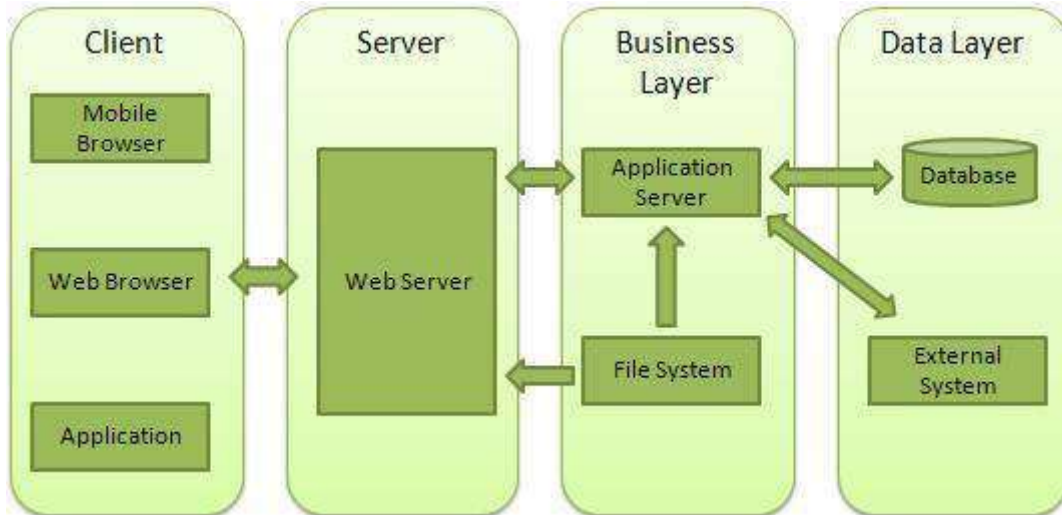 Client
Mobile
Browser
Web Browser
Application
Server
Web Server
Business
Layer
Application
Server
File System
Data Layer
Database
External
System